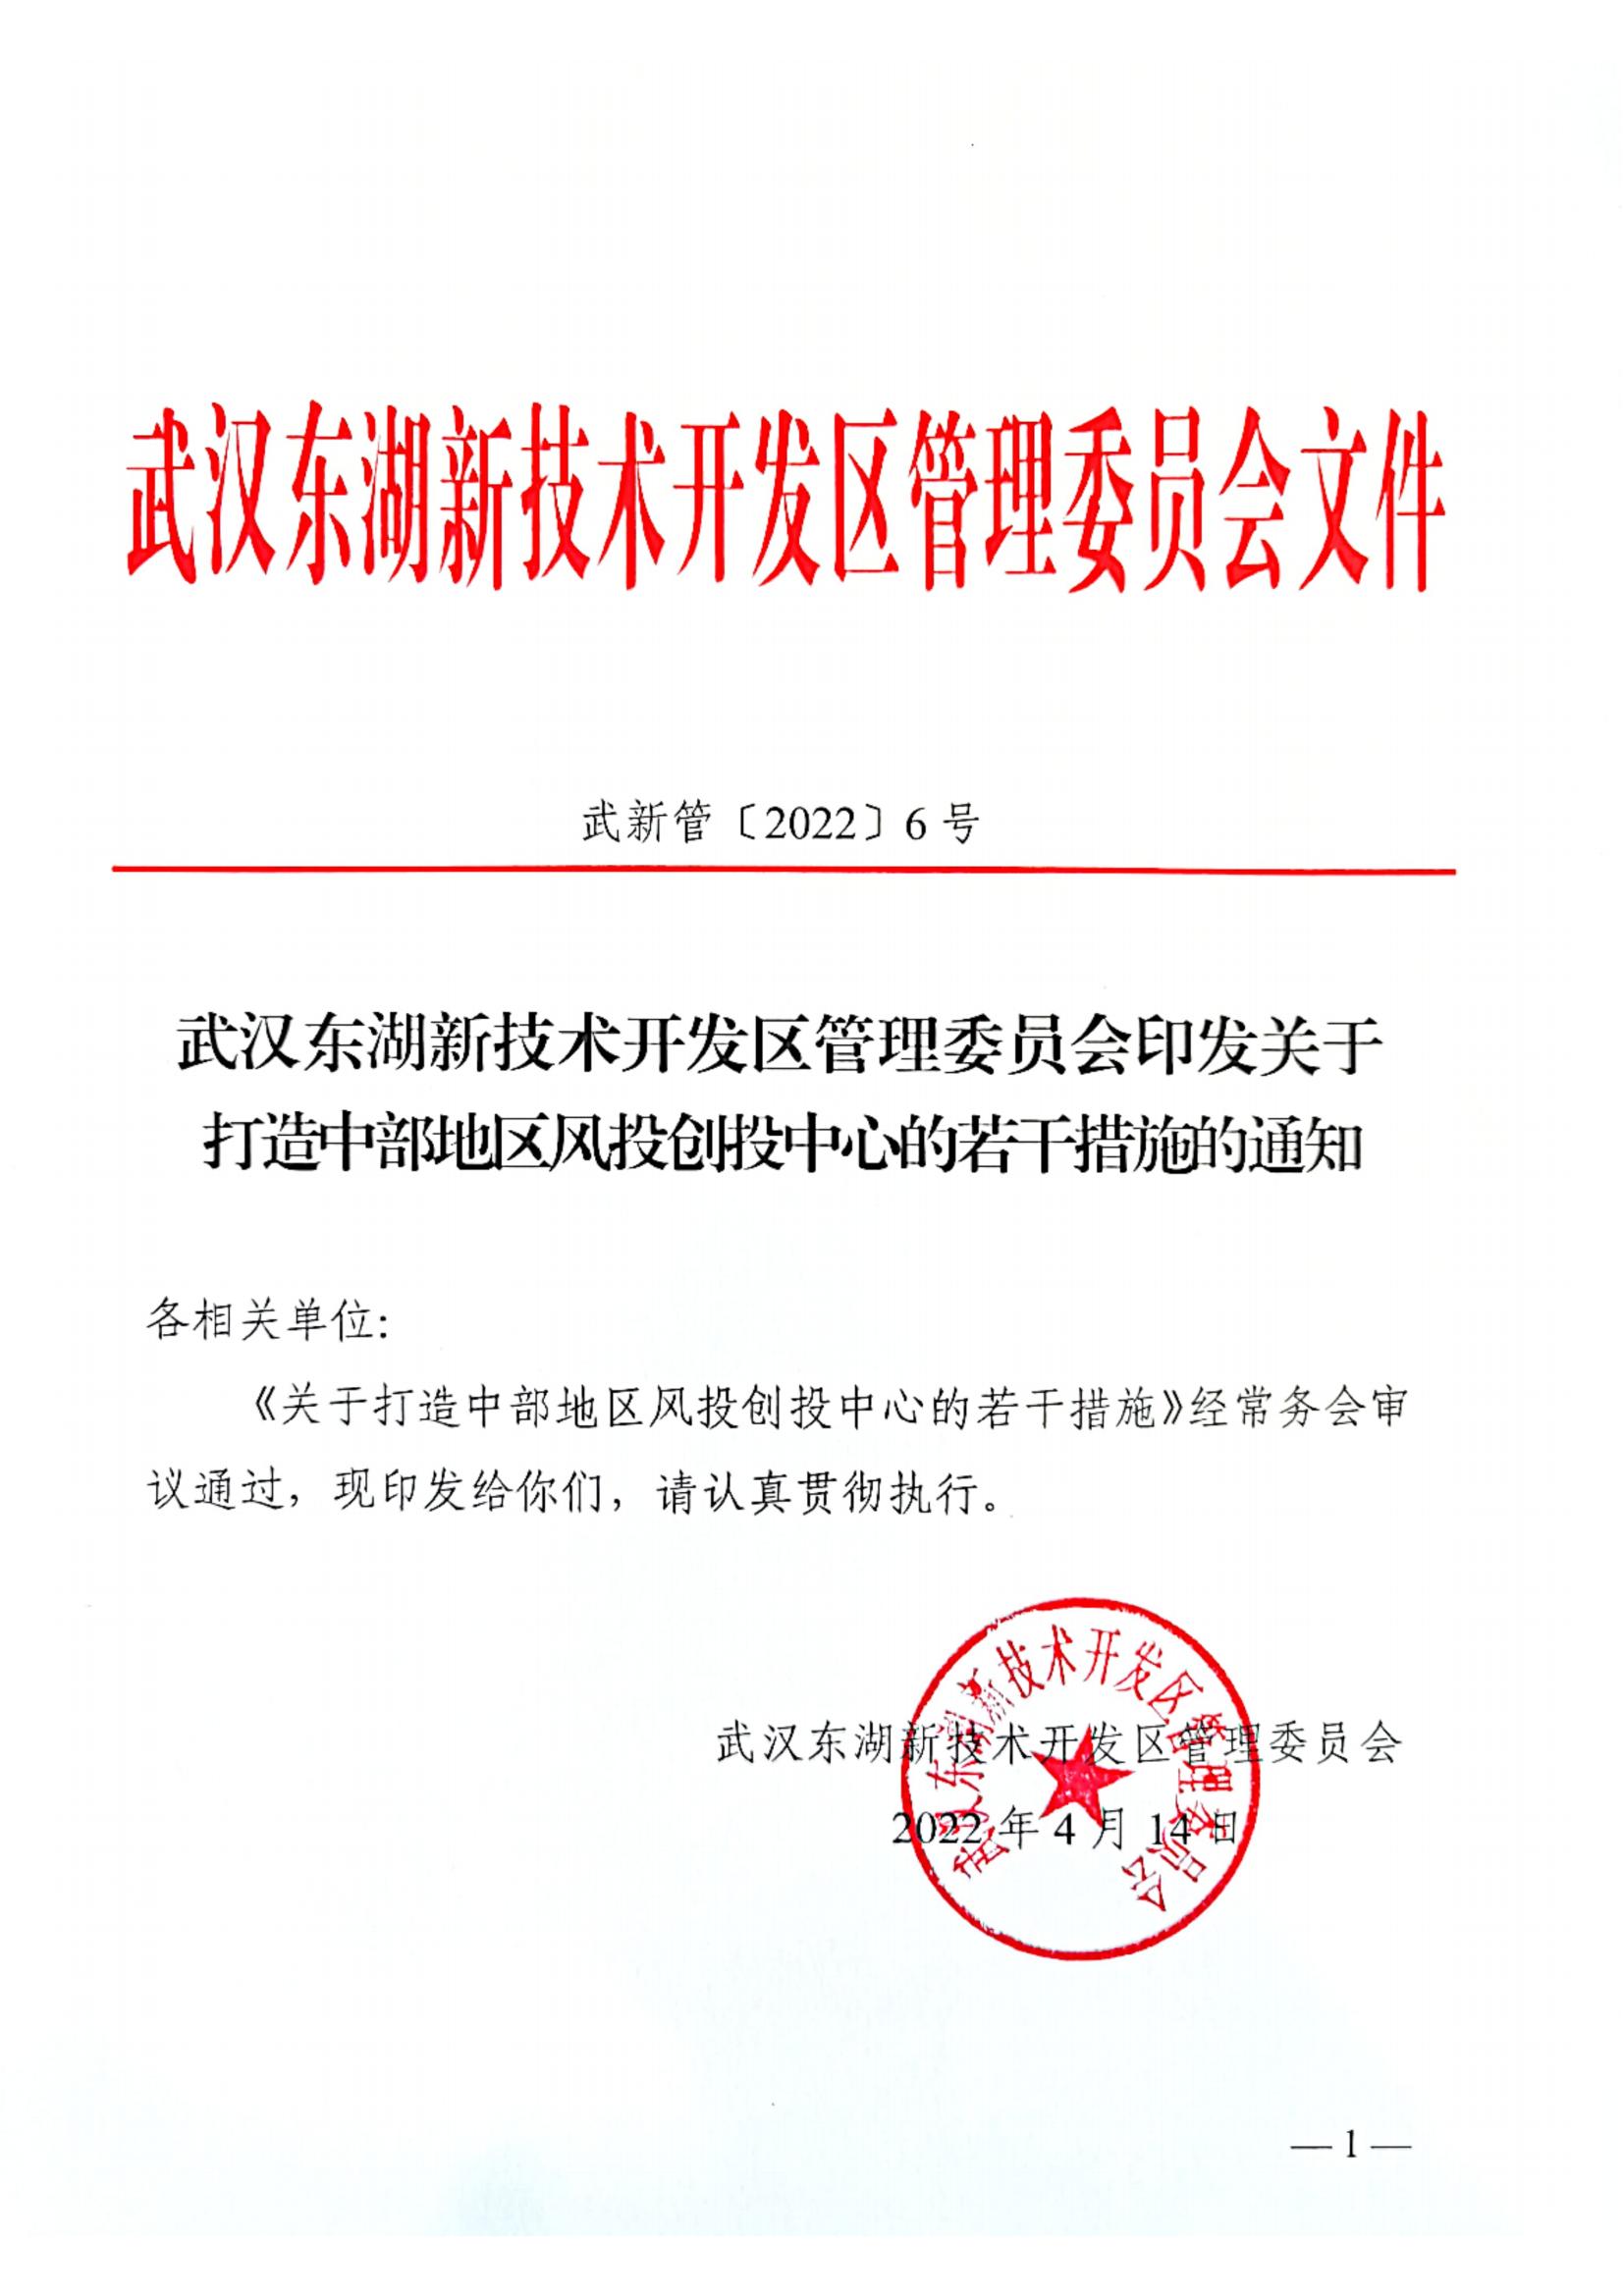 武汉东湖新技术开发区管理委员会文件
武新管〔2022〕6号
武汉东湖新技术开发区管理委员会印发关于
打造中部地区风投创投中心的若干措施的通知
各相关单位:
《关于打造中部地区风投创投中心的若干措施》经常务会审
议通过，现印发给你们，请认真贯彻执行。
武汉东湖新技术开发区管理委员会
2022年4月14日
武汉东湖新技术开发区管理委员会
—1—